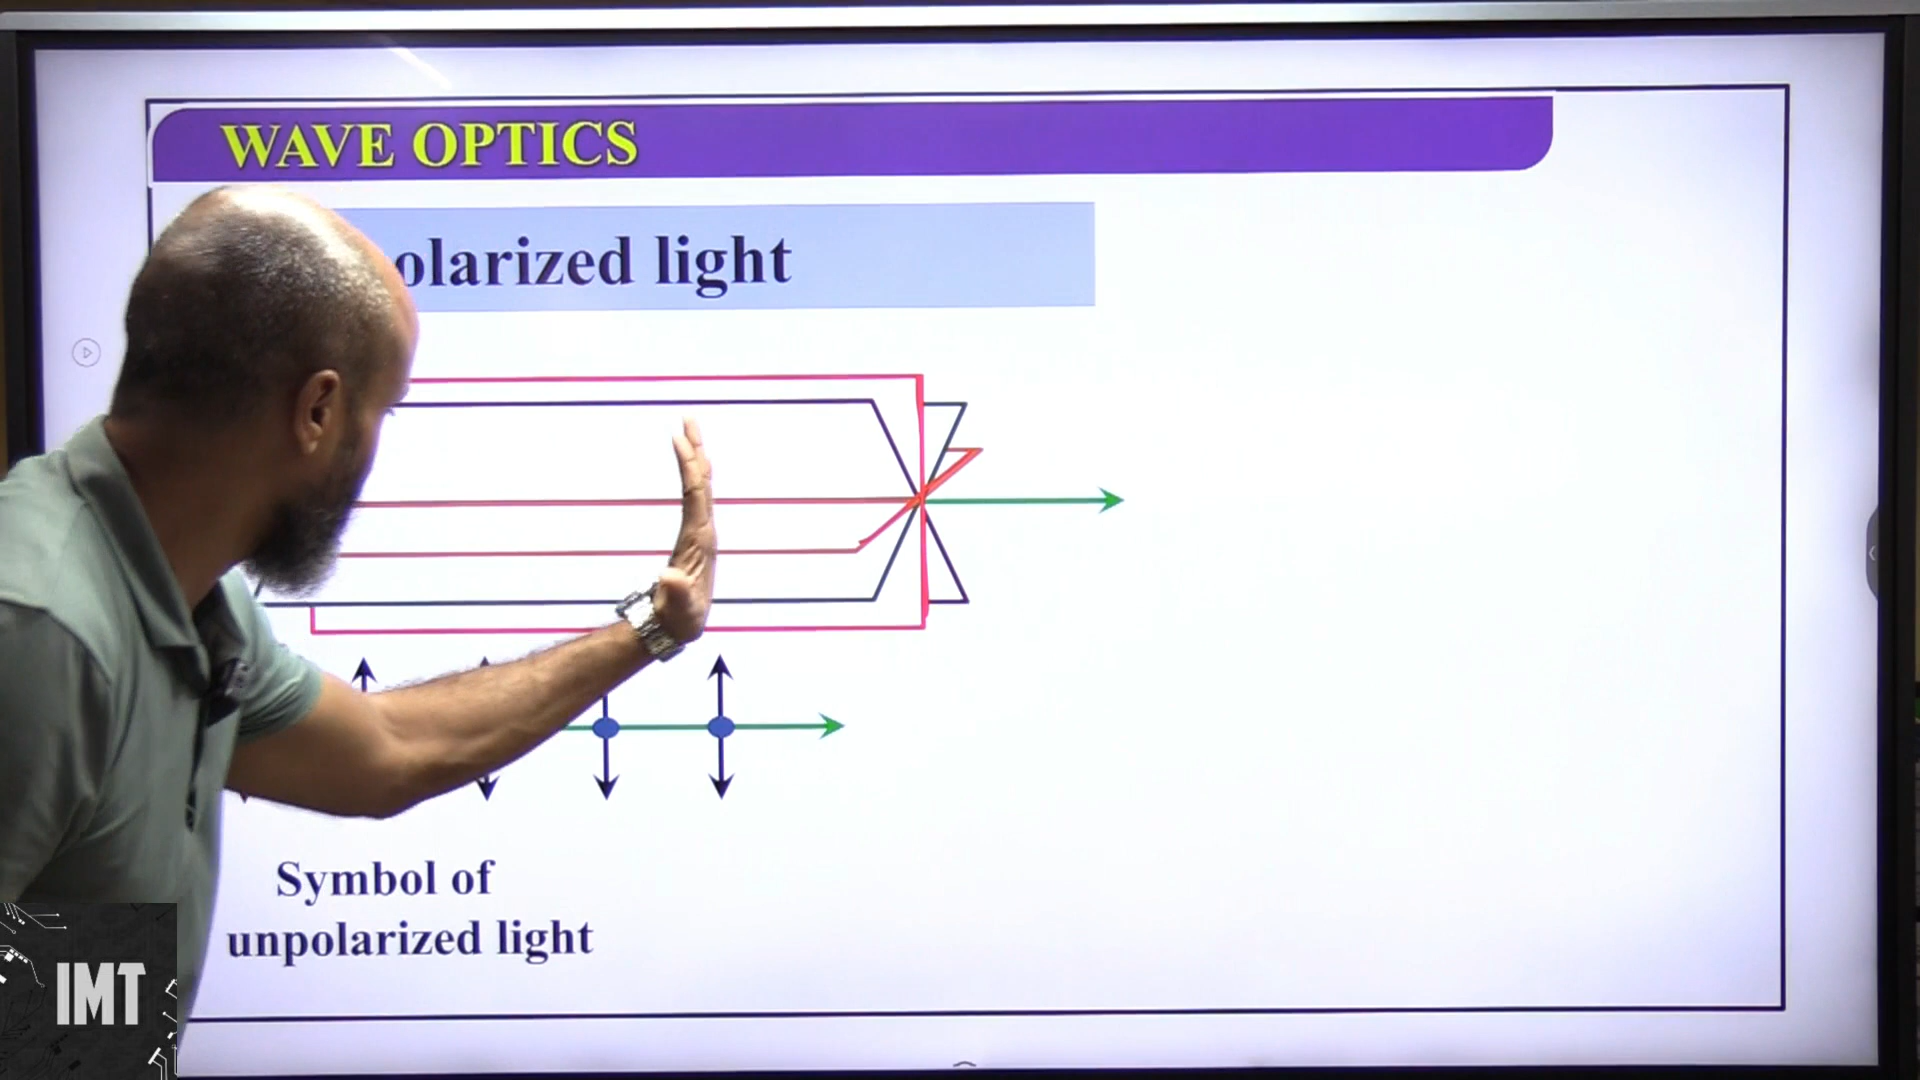 WAVE OPTICS
olarized light
Symbol of
unpolarized light
IMT